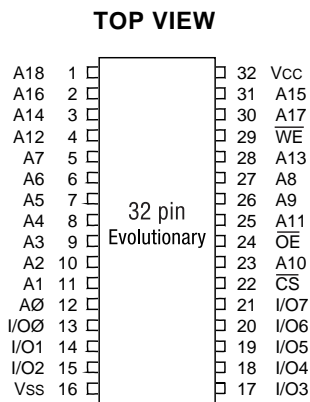 TOP VIEW
A18 1 32 Vcc
A16 2 31 A15
A14 3 30 A17
A12 4 29 W̅E̅
A7 5 28 A13
A6 6 27 A8
A5 7 26 A9
A4 8 25 A11
A3 9 24 O̅E̅
A2 10 23 A10
A1 11 22 C̅S̅
AØ 12 21 I/O7
I/OØ 13 20 I/O6
I/O1 14 19 I/O5
I/O2 15 18 I/O4
Vss 16 17 I/O3
32 pin
Evolutionary